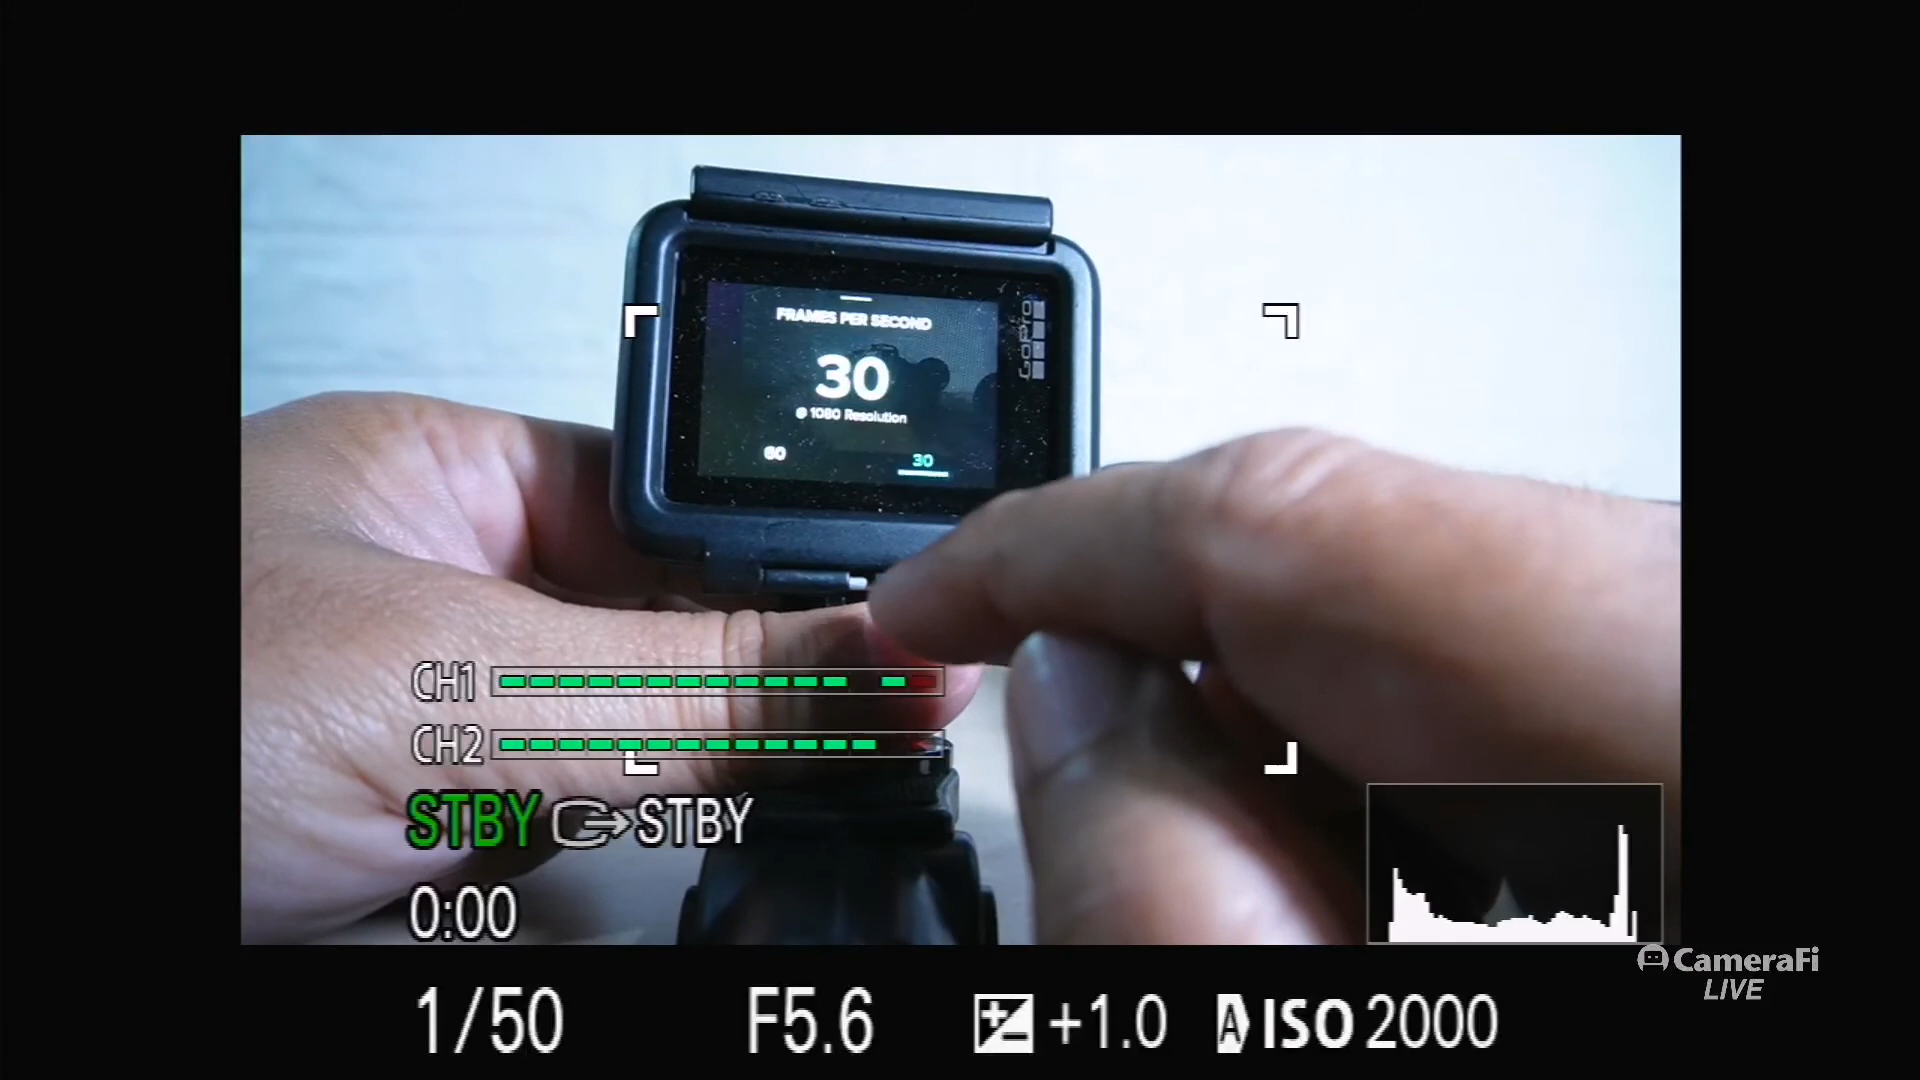 FRAMES PER SECOND
30
@ 1080 Resolution
60 30
GoPro
CH1
CH2
STBY STBY
0:00
1/50 F5.6 +1.0 A ISO 2000
CameraFi
LIVE